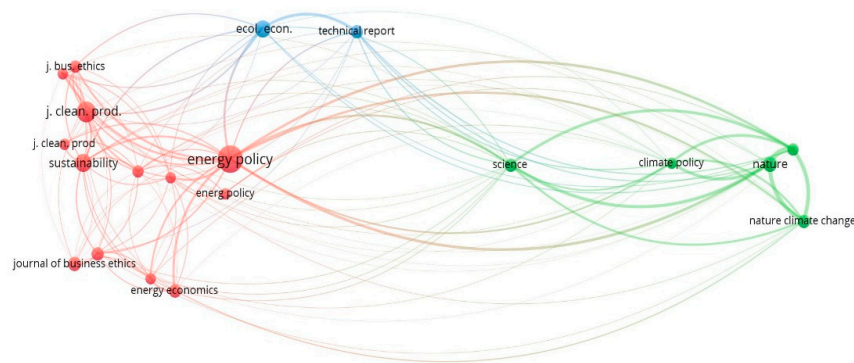 ecol. econ.
technical report
j. bus. ethics
j. clean. prod.
j. clean. prod
sustainability
energy policy
energ policy
science
climate policy
nature
nature climate change
journal of business ethics
energy economics